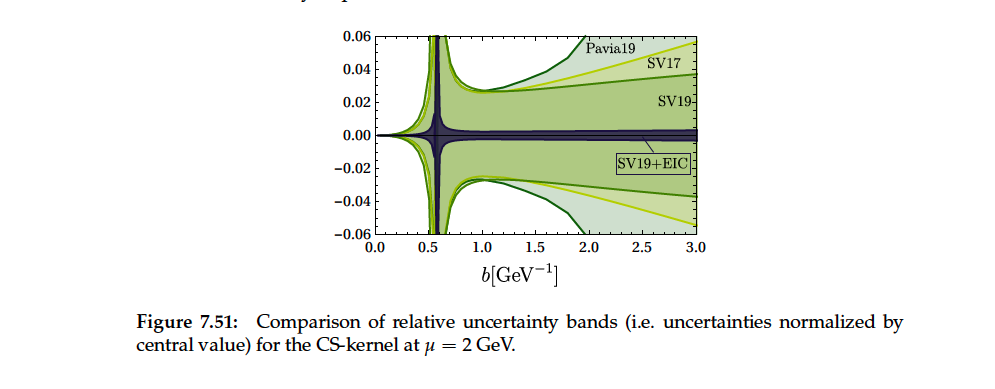 0.06
Pavia19
SV17
0.04
0.02
SV19
0.00
−0.02
SV19+EIC
−0.04
−0.06
0.0 0.5 1.0 1.5 2.0 2.5 3.0
b[GeV⁻¹]
Figure 7.51: Comparison of relative uncertainty bands (i.e. uncertainties normalized by
central value) for the CS-kernel at μ = 2 GeV.